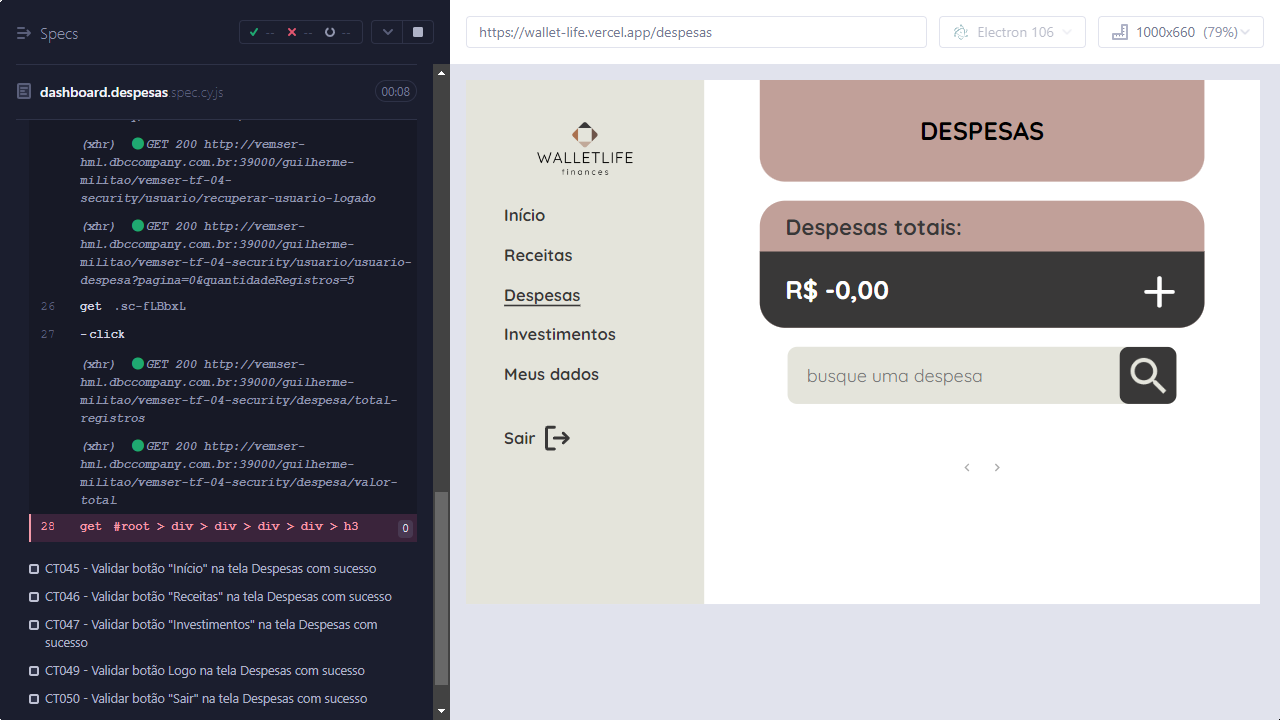 Specs
-- -- --
dashboard.despesas.spec.cy.js 00:08
(xhr) GET 200 http://vemser-
hml.dbccompany.com.br:39000/guilherme-
militao/vemser-tf-04-
security/usuario/recuperar-usuario-logado
(xhr) GET 200 http://vemser-
hml.dbccompany.com.br:39000/guilherme-
militao/vemser-tf-04-security/usuario/usuario-
despesa?pagina=0&quantidadeRegistros=5
26 get .sc-fLBbxL
27 -click
(xhr) GET 200 http://vemser-
hml.dbccompany.com.br:39000/guilherme-
militao/vemser-tf-04-security/despesa/total-
registros
(xhr) GET 200 http://vemser-
hml.dbccompany.com.br:39000/guilherme-
militao/vemser-tf-04-security/despesa/valor-
total
28 get #root > div > div > div > div > h3 0
CT045 - Validar botão "Início" na tela Despesas com sucesso
CT046 - Validar botão "Receitas" na tela Despesas com sucesso
CT047 - Validar botão "Investimentos" na tela Despesas com
sucesso
CT049 - Validar botão Logo na tela Despesas com sucesso
CT050 - Validar botão "Sair" na tela Despesas com sucesso
https://wallet-life.vercel.app/despesas
Electron 106
1000x660 (79%)
WALLETLIFE
finances
Início
Receitas
Despesas
Investimentos
Meus dados
Sair
DESPESAS
Despesas totais:
R$ -0,00
busque uma despesa